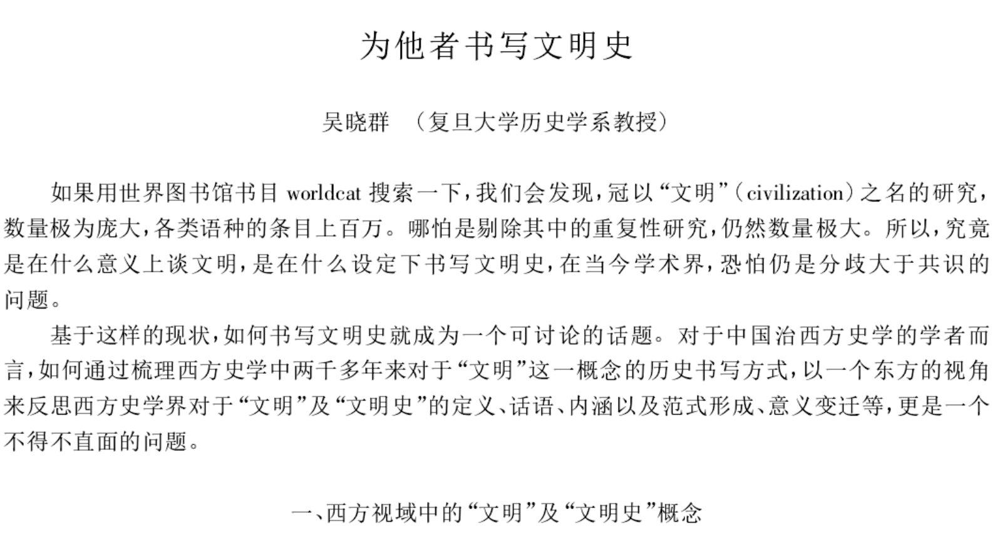 为他者书写文明史
吴晓群 （复旦大学历史学系教授）
如果用世界图书馆书目 worldcat 搜索一下,我们会发现,冠以“文明”(civilization)之名的研究,
数量极为庞大,各类语种的条目上百万。哪怕是剔除其中的重复性研究,仍然数量极大。所以,究竟
是在什么意义上谈文明,是在什么设定下书写文明史,在当今学术界,恐怕仍是分歧大于共识的
问题。
基于这样的现状,如何书写文明史就成为一个可讨论的话题。对于中国治西方史学的学者而
言,如何通过梳理西方史学中两千多年来对于“文明”这一概念的历史书写方式,以一个东方的视角
来反思西方史学界对于“文明”及“文明史”的定义、话语、内涵以及范式形成、意义变迁等,更是一个
不得不直面的问题。
一、西方视域中的“文明”及“文明史”概念